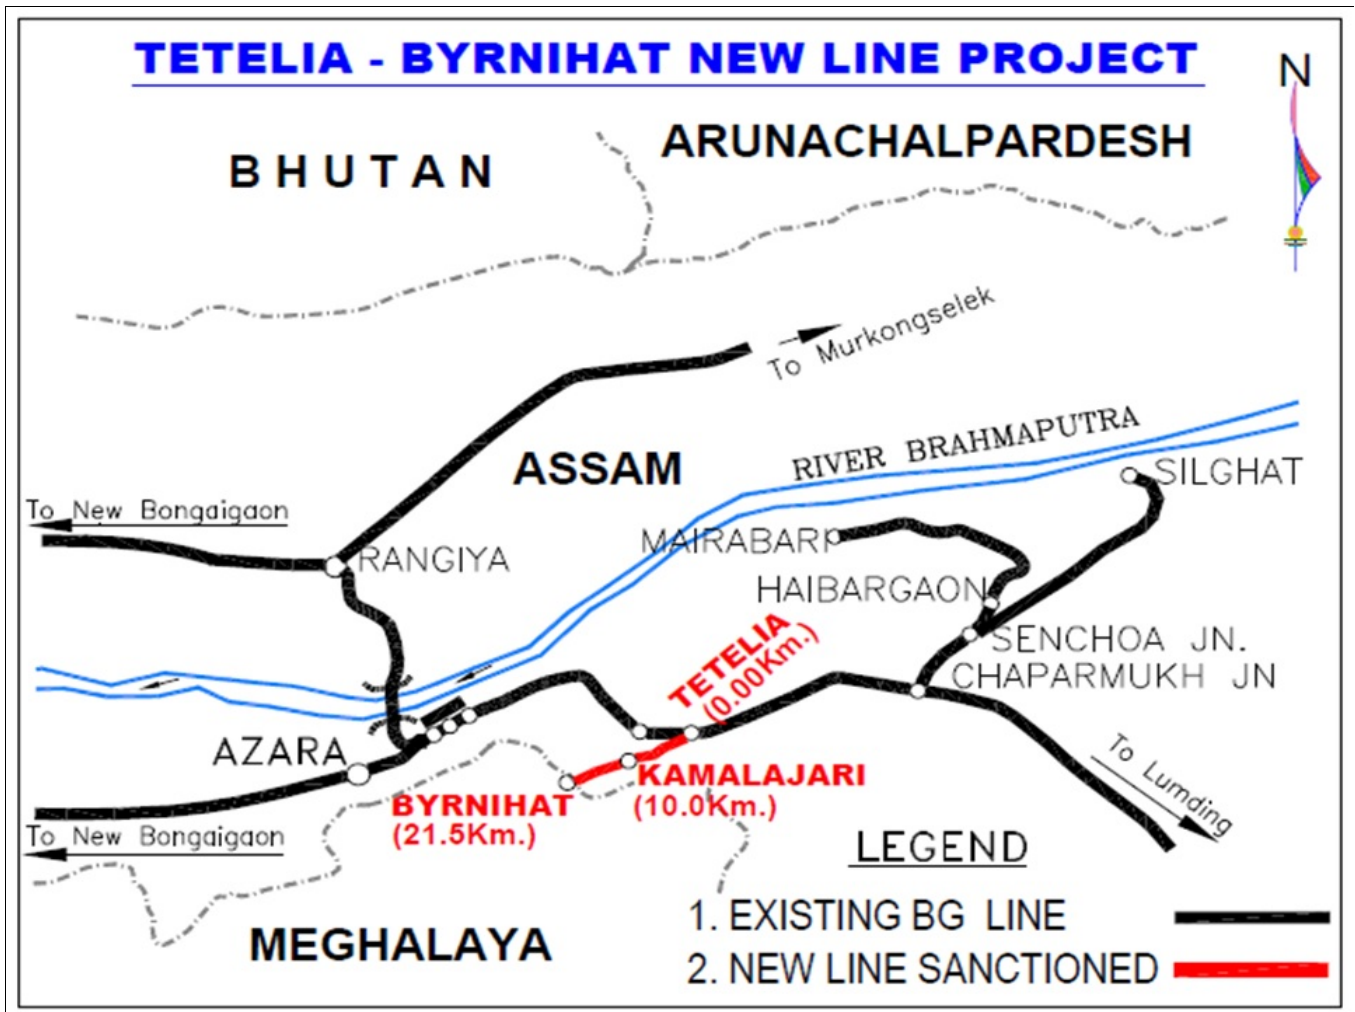 TETELIA - BYRNIHAT NEW LINE PROJECT
N
BHUTAN
ARUNACHALPARDESH
To Murkongselek
RIVER BRAHMAPUTRA
ASSAM
SILGHAT
To New Bongaigaon
RANGIYA
MAIRABARI
HAIBARGAON
TETELIA
(0.00Km.)
SENCHOA JN.
CHAPARMUKH JN
AZARA
KAMALAJARI
(10.0Km.)
BYRNIHAT
(21.5Km.)
To Lumding
To New Bongaigaon
MEGHALAYA
LEGEND
1. EXISTING BG LINE
2. NEW LINE SANCTIONED